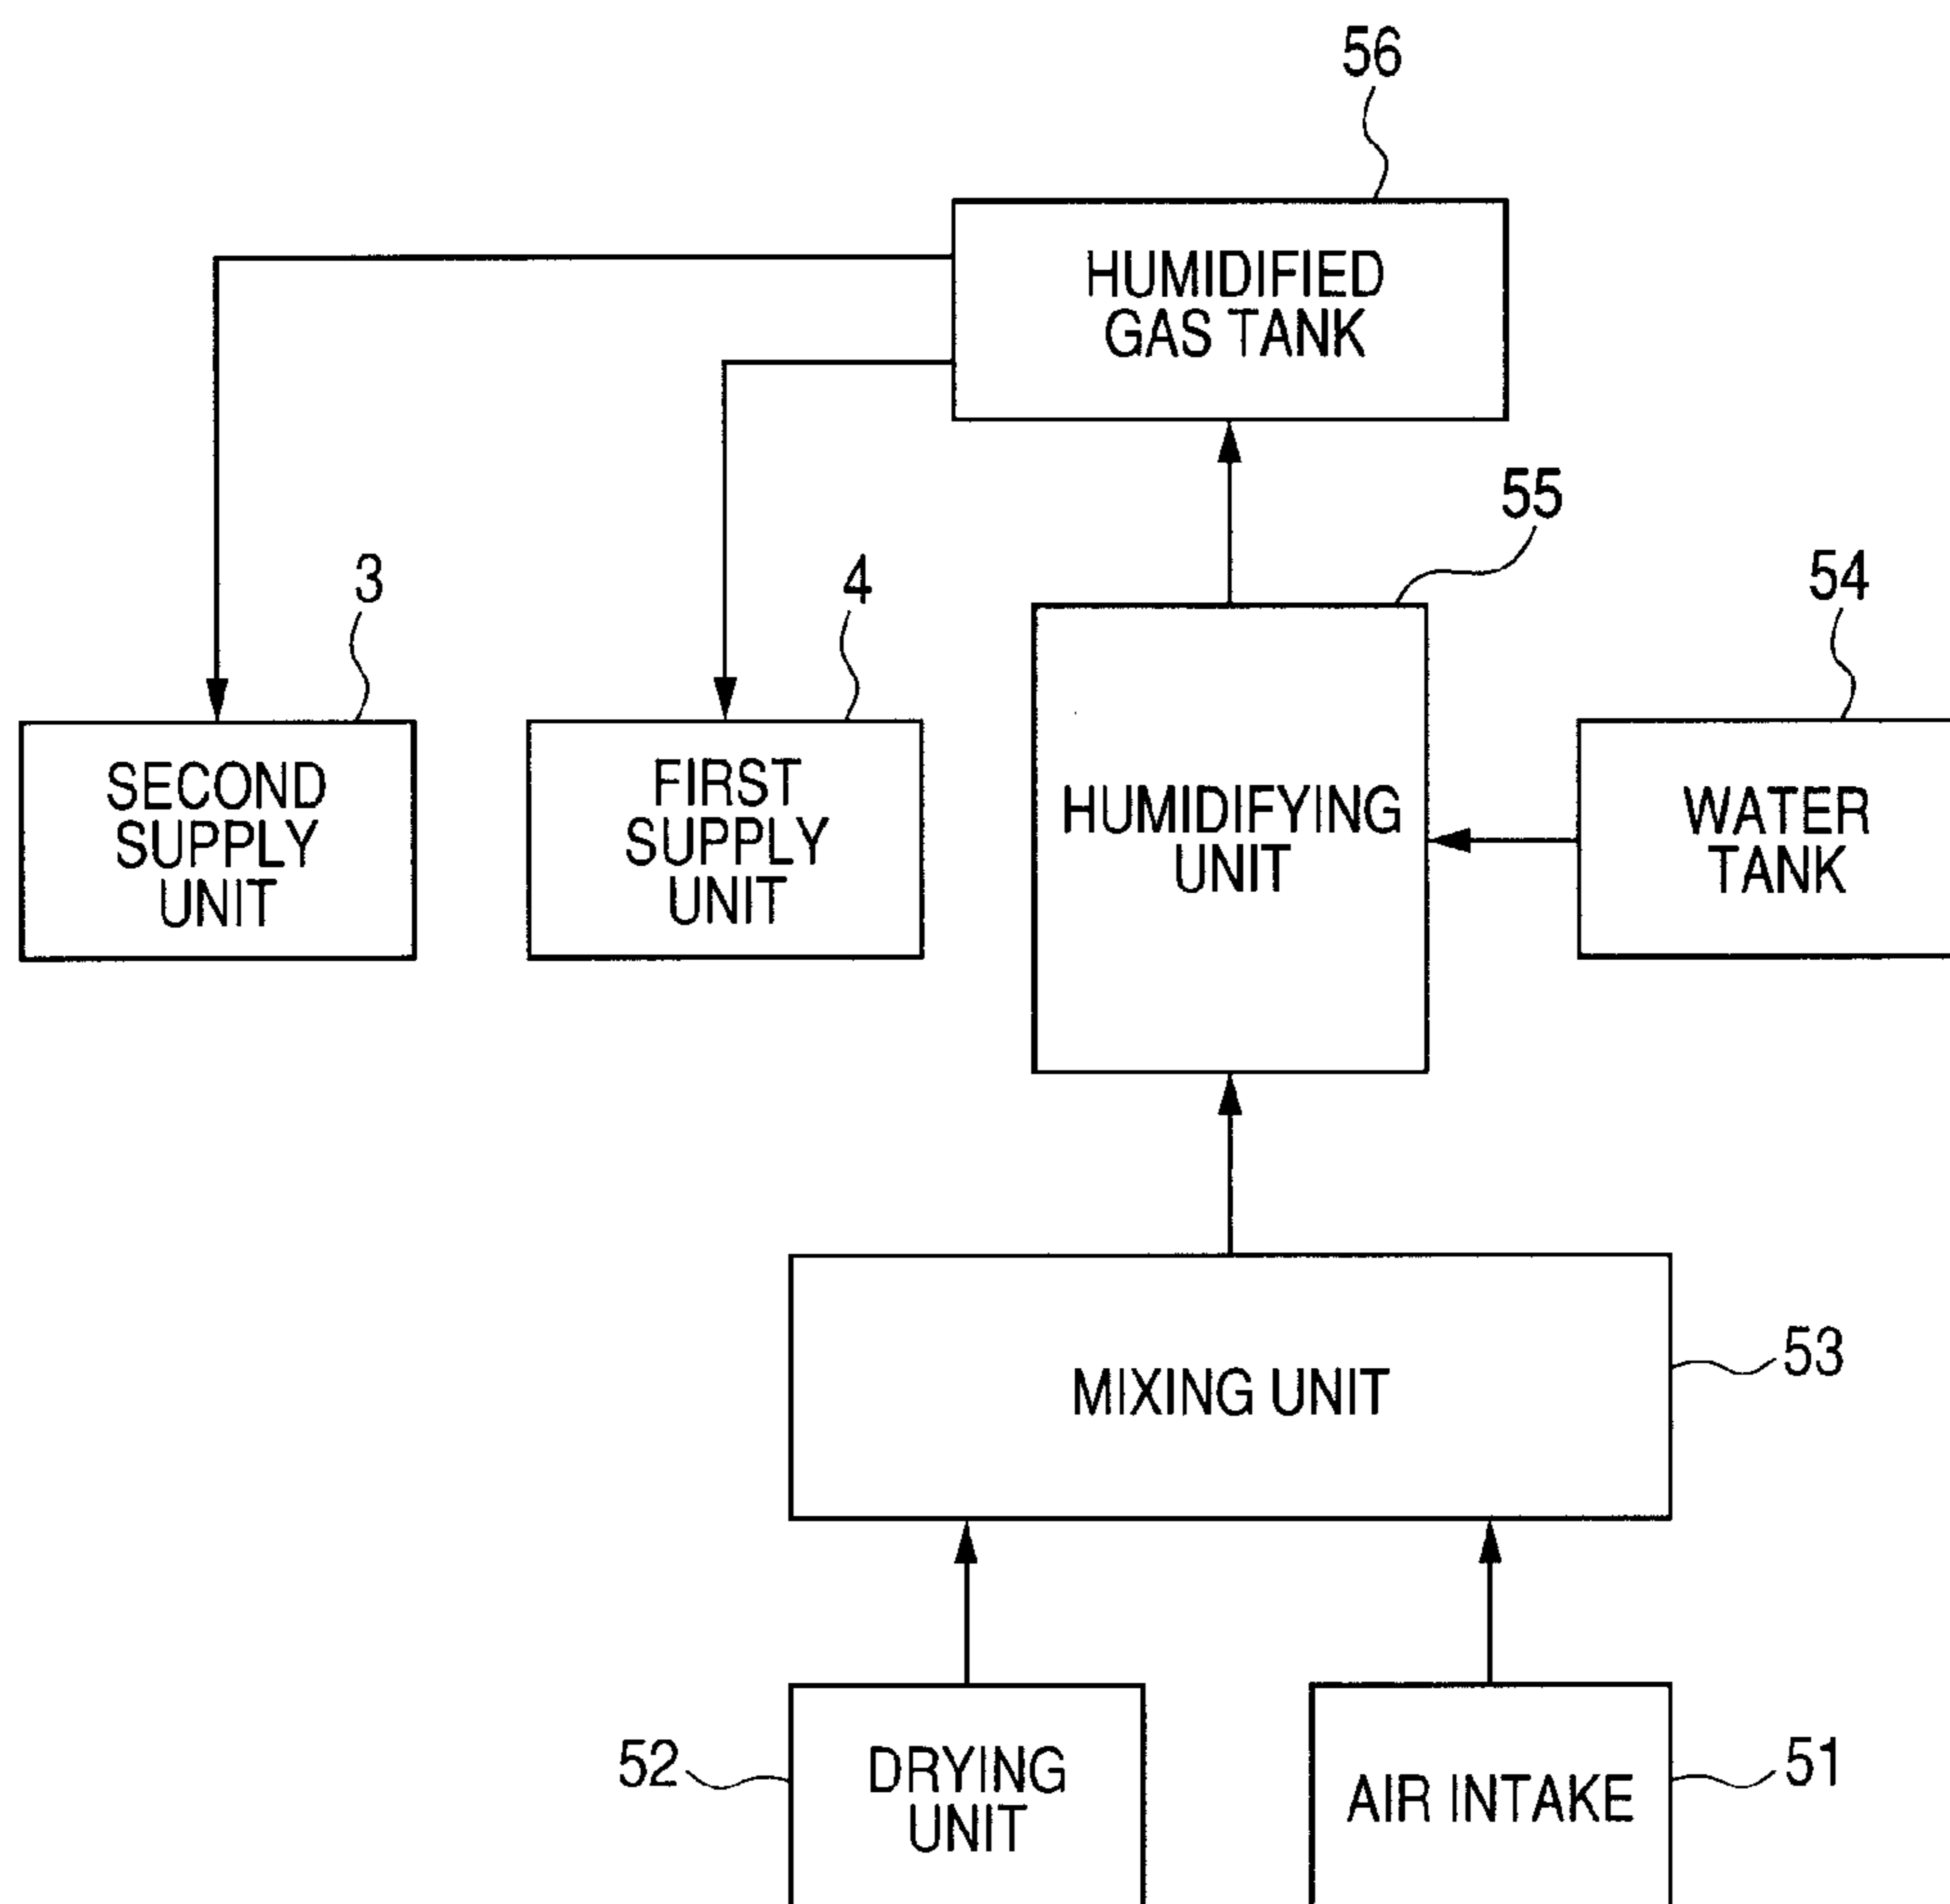 56
HUMIDIFIED
GAS TANK
55
54
3
4
SECOND
SUPPLY
UNIT
FIRST
SUPPLY
UNIT
HUMIDIFYING
UNIT
WATER
TANK
MIXING UNIT
53
52
DRYING
UNIT
AIR INTAKE
51